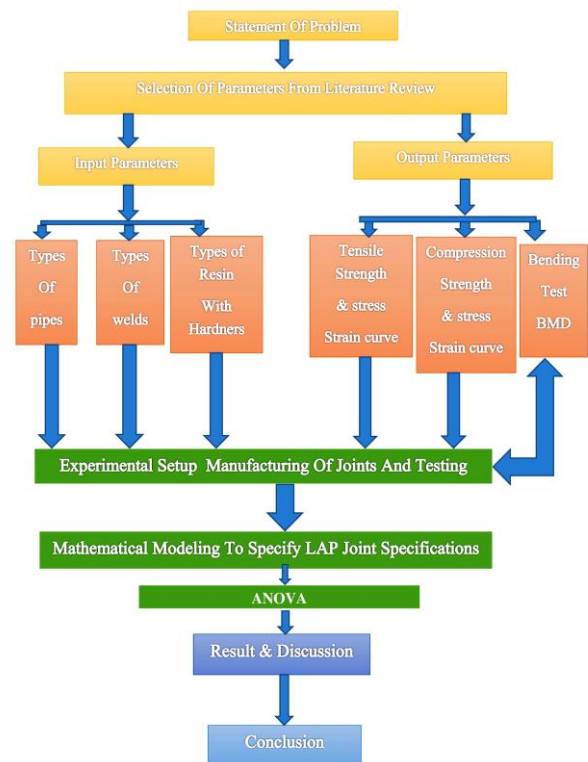 Statement Of Problem
Selection Of Parameters From Literature Review
Input Parameters
Output Parameters
Types
Of
pipes
Types
Of
welds
Types of
Resin
With
Hardners
Tensile
Strength
& stress
Strain curve
Compression
Strength
& stress
Strain curve
Bending
Test
BMD
Experimental Setup Manufacturing Of Joints And Testing
Mathematical Modeling To Specify LAP Joint Specifications
ANOVA
Result & Discussion
Conclusion